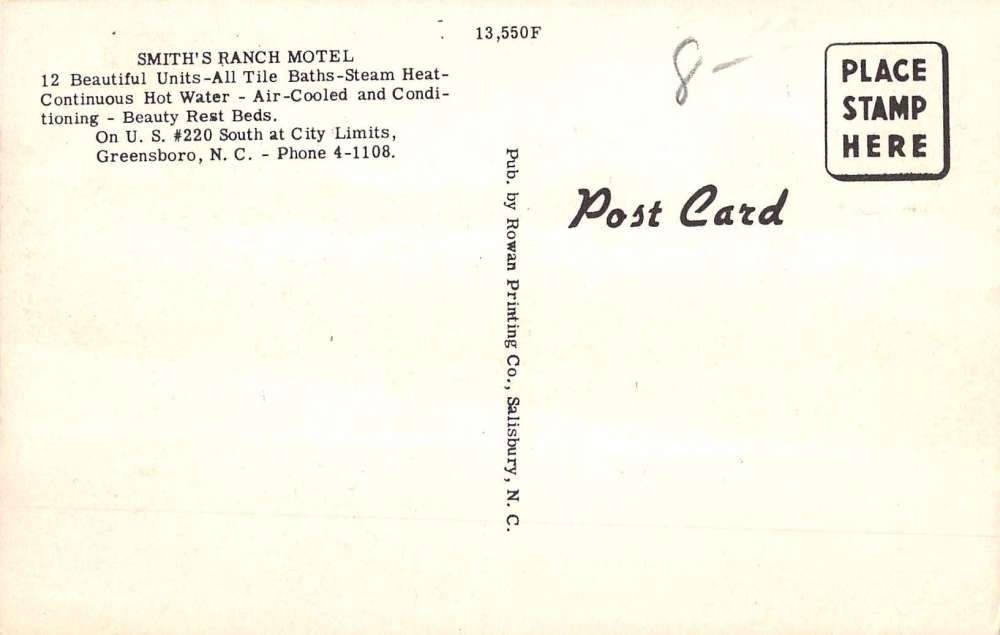 13,550F
SMITH'S RANCH MOTEL
12 Beautiful Units-All Tile Baths-Steam Heat-
Continuous Hot Water - Air-Cooled and Condi-
tioning - Beauty Rest Beds.
On U. S. #220 South at City Limits,
Greensboro, N. C. - Phone 4-1108.
Pub. by Rowan Printing Co., Salisbury, N. C.
8-
Post Card
PLACE
STAMP
HERE